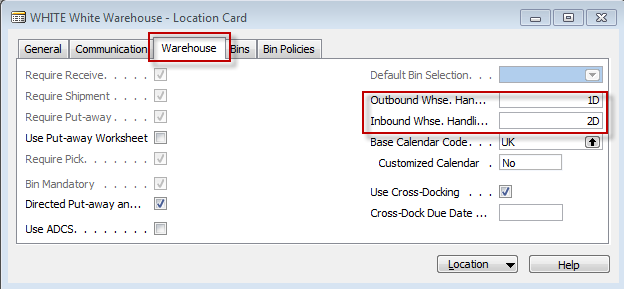 WHITE White Warehouse - Location Card
General Communication Warehouse Bins Bin Policies
Require Receive. . . . .
Require Shipment . . . .
Require Put-away . . . .
Use Put-away Worksheet
Require Pick. . . . . . .
Bin Mandatory . . . . .
Directed Put-away an...
Use ADCS. . . . . . . .
Default Bin Selection. . . .
Outbound Whse. Han... 1D
Inbound Whse. Handli... 2D
Base Calendar Code. . . UK
Customized Calendar . No
Use Cross-Docking . . .
Cross-Dock Due Date ...
Location Help